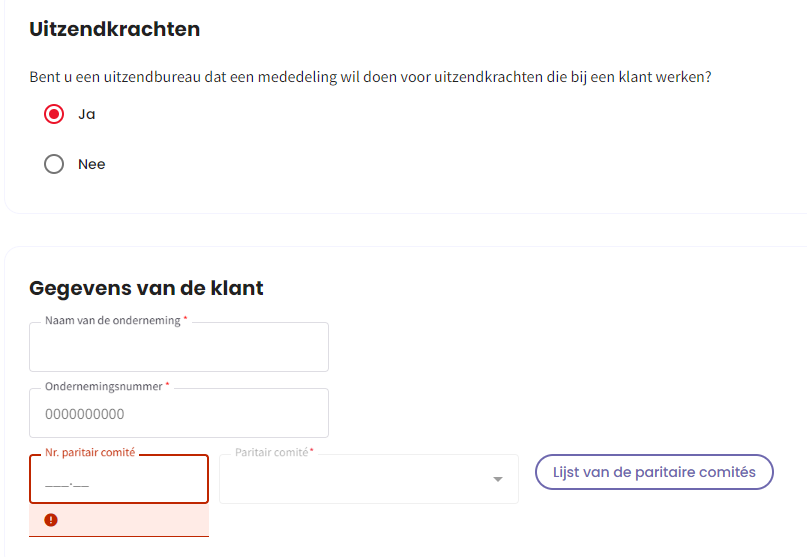 Uitzendkrachten
Bent u een uitzendbureau dat een mededeling wil doen voor uitzendkrachten die bij een klant werken?
Ja
Nee
Gegevens van de klant
Naam van de onderneming *
Ondernemingsnummer *
0000000000
Nr. paritair comité
___.__
Paritair comité*
Lijst van de paritaire comités